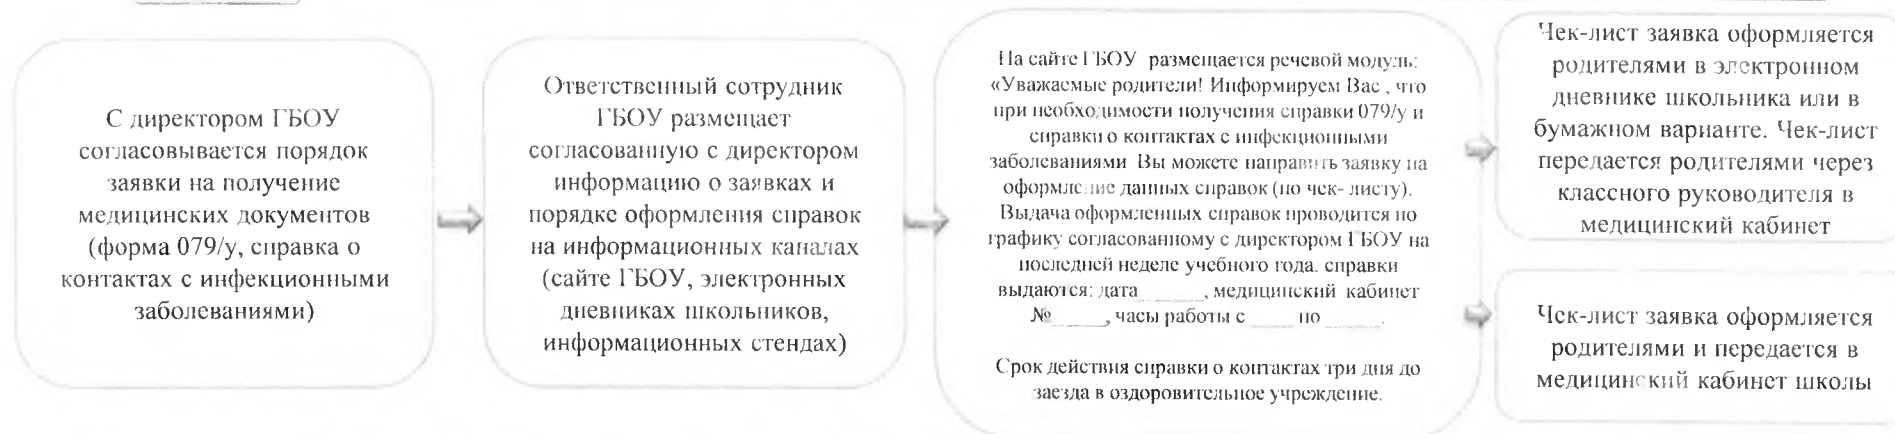 С директором ГБОУ
согласовывается порядок
заявки на получение
медицинских документов
(форма 079/у, справка о
контактах с инфекционными
заболеваниями)
Ответственный сотрудник
ГБОУ размещает
согласованную с директором
информацию о заявках и
порядке оформления справок
на информационных каналах
(сайте ГБОУ, электронных
дневниках школьников,
информационных стендах)
На сайте ГБОУ размещается речевой модуль:
«Уважаемые родители! Информируем Вас , что
при необходимости получения справки 079/у и
справки о контактах с инфекционными
заболеваниями Вы можете направить заявку на
оформление данных справок (по чек- листу).
Выдача оформленных справок проводится по
графику согласованному с директором ГБОУ на
последней неделе учебного года. справки
выдаются: дата______, медицинский кабинет
№_____, часы работы с ____ по _____.
Срок действия справки о контактах три дня до
заезда в оздоровительное учреждение.
Чек-лист заявка оформляется
родителями в электронном
дневнике школьника или в
бумажном варианте. Чек-лист
передается родителями через
классного руководителя в
медицинский кабинет
Чек-лист заявка оформляется
родителями и передается в
медицинский кабинет школы